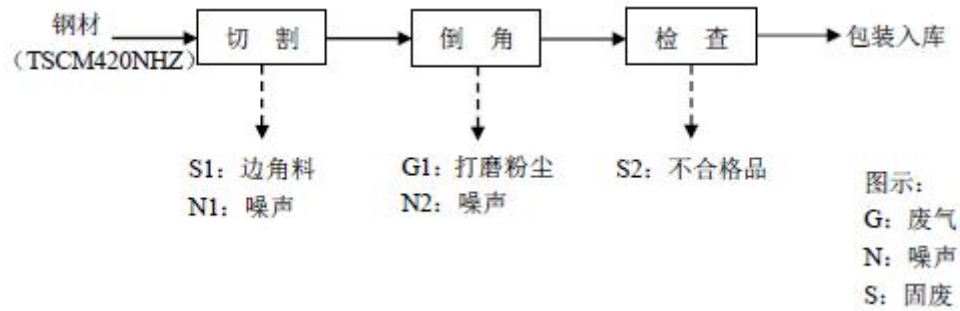 钢材
（TSCM420NHZ）
切 割
倒 角
检 查
包装入库
S1：边角料
N1：噪声
G1：打磨粉尘
N2：噪声
S2：不合格品
图示：
G：废气
N：噪声
S：固废